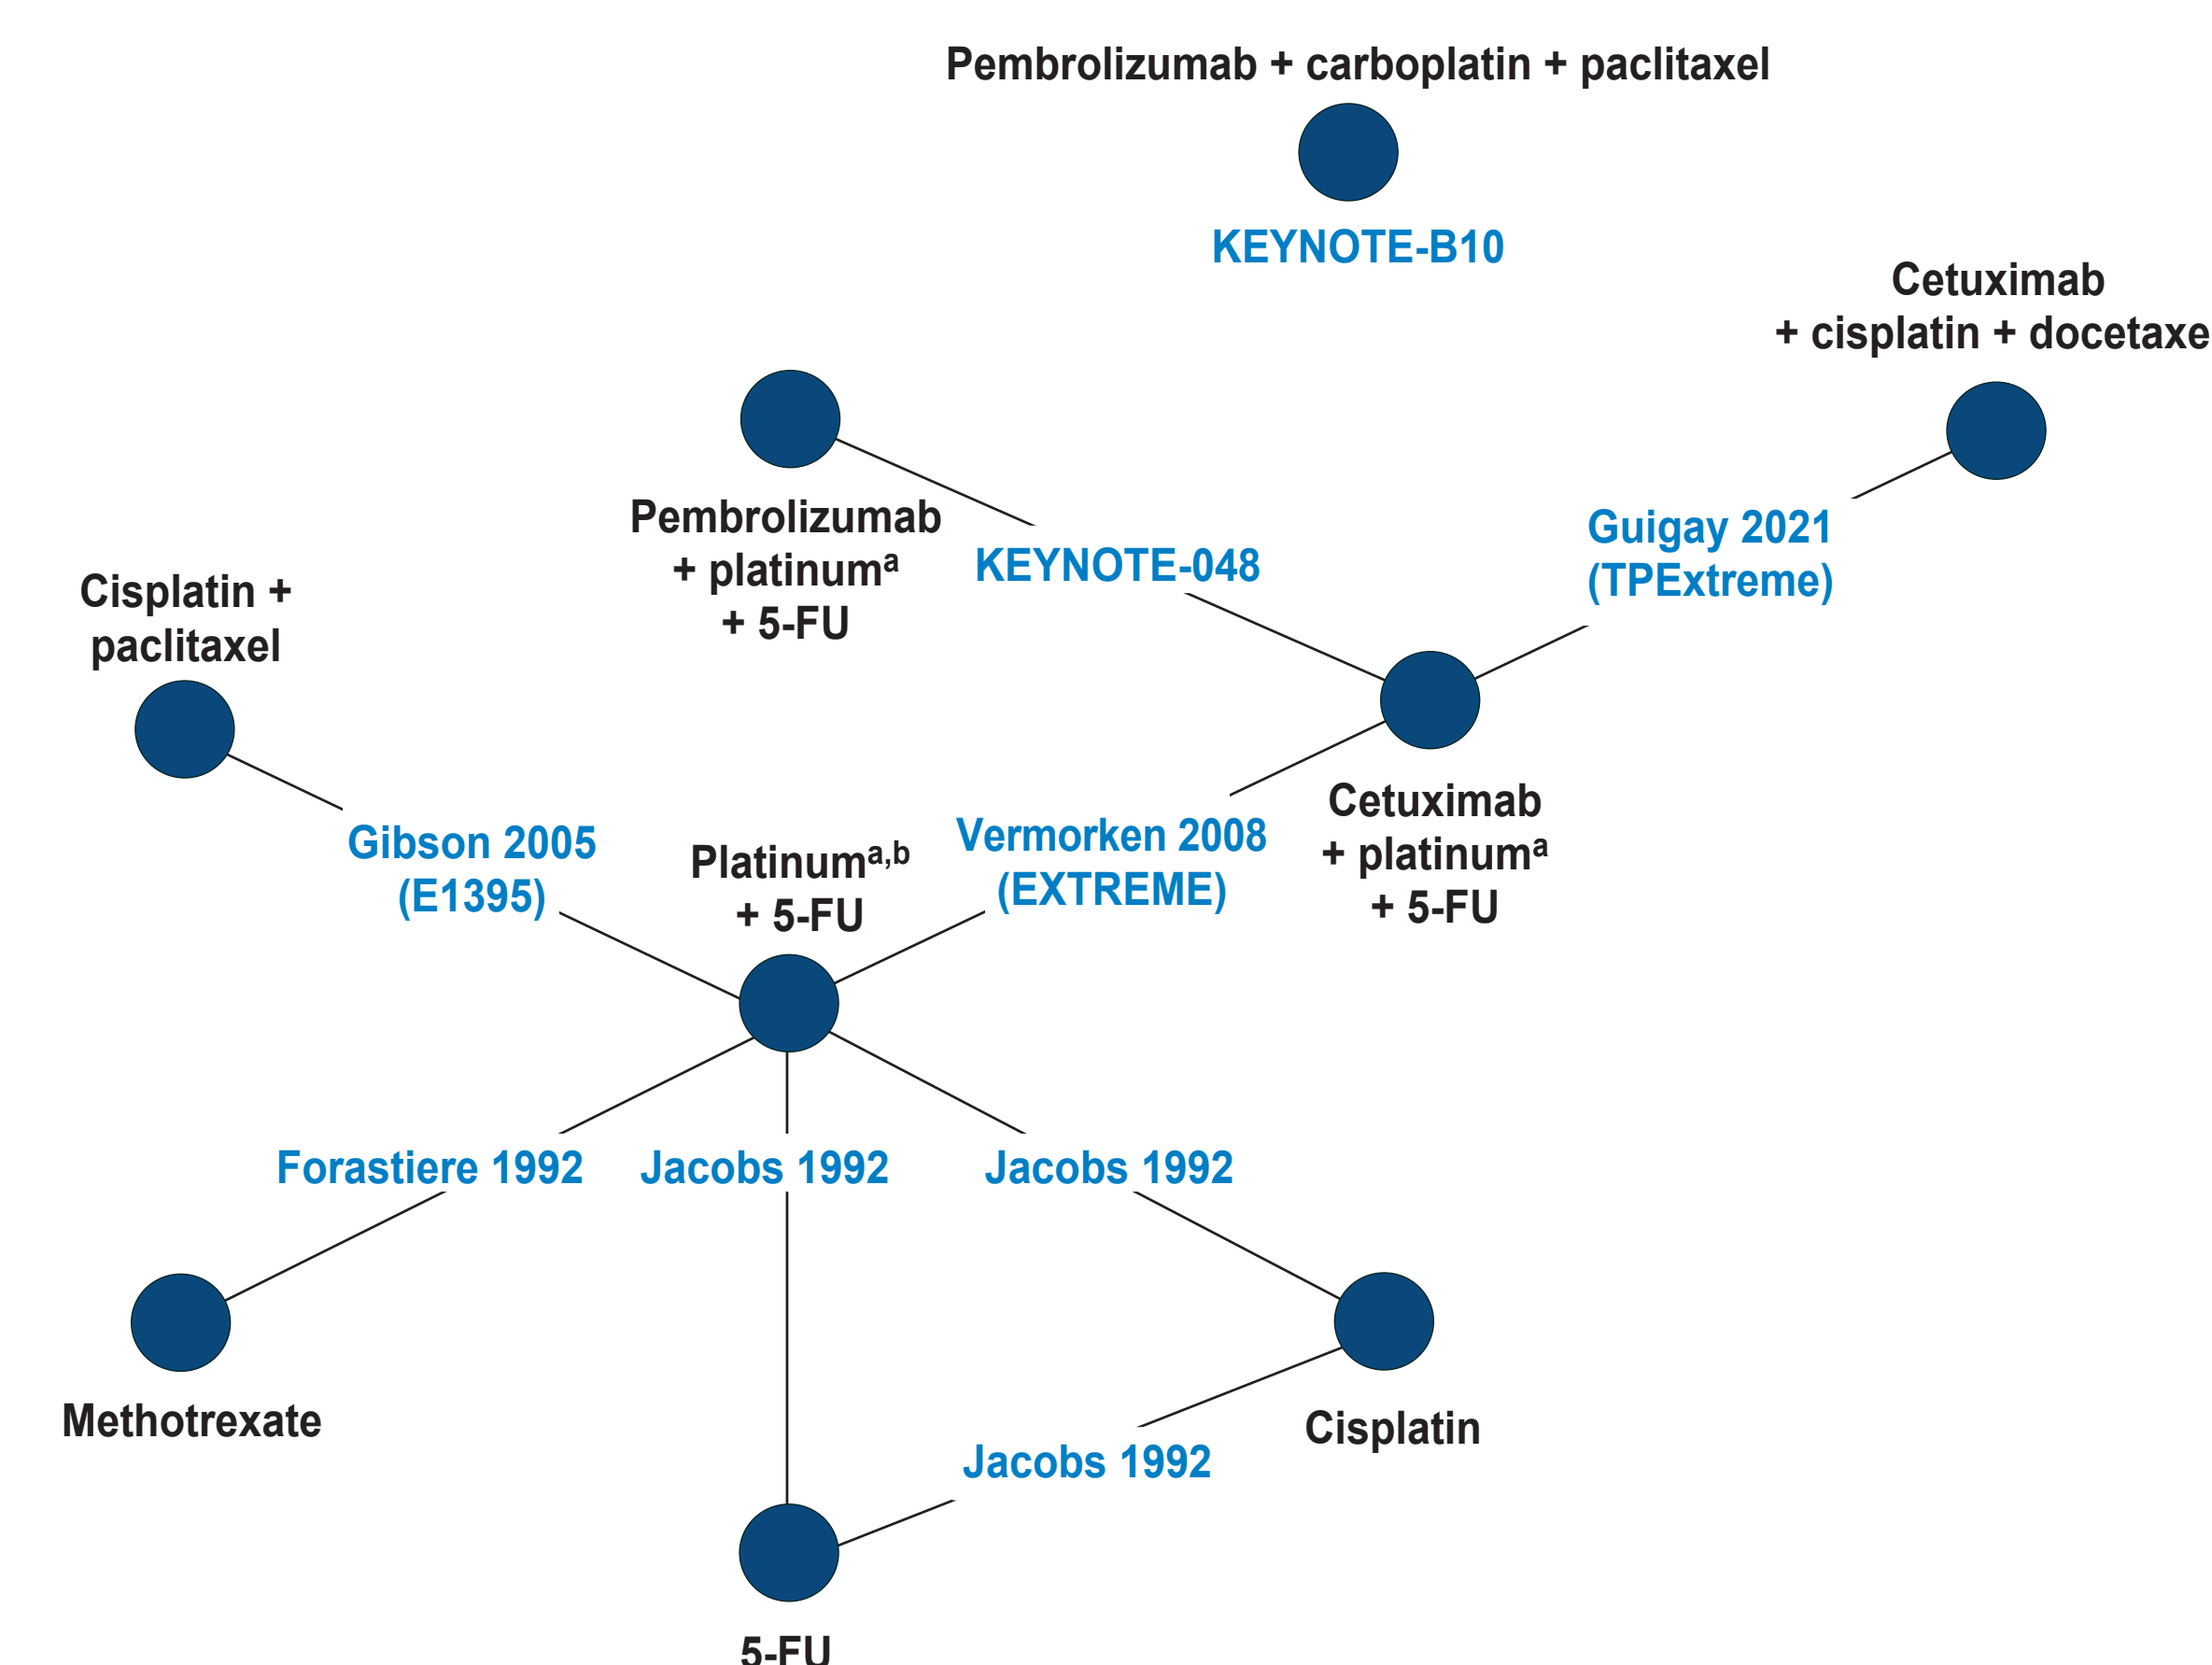 Pembrolizumab + carboplatin + paclitaxel
KEYNOTE-B10
Cetuximab
+ cisplatin + docetaxe
Pembrolizumab
+ platinumᵃ
+ 5-FU
KEYNOTE-048
Guigay 2021
(TPExtreme)
Cisplatin +
paclitaxel
Gibson 2005
(E1395)
Platinumᵃ,ᵇ
+ 5-FU
Vermorken 2008
(EXTREME)
Cetuximab
+ platinumᵃ
+ 5-FU
Forastiere 1992
Jacobs 1992
Jacobs 1992
Methotrexate
Cisplatin
Jacobs 1992
5-FU